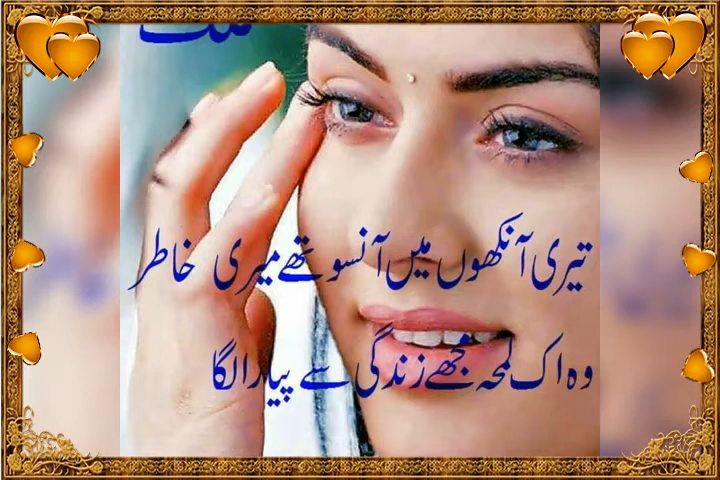 تیری آنکھوں میں آنسو تھے میری خاطر
وہ اک لمحہ مجھے زندگی سے پیارا لگا